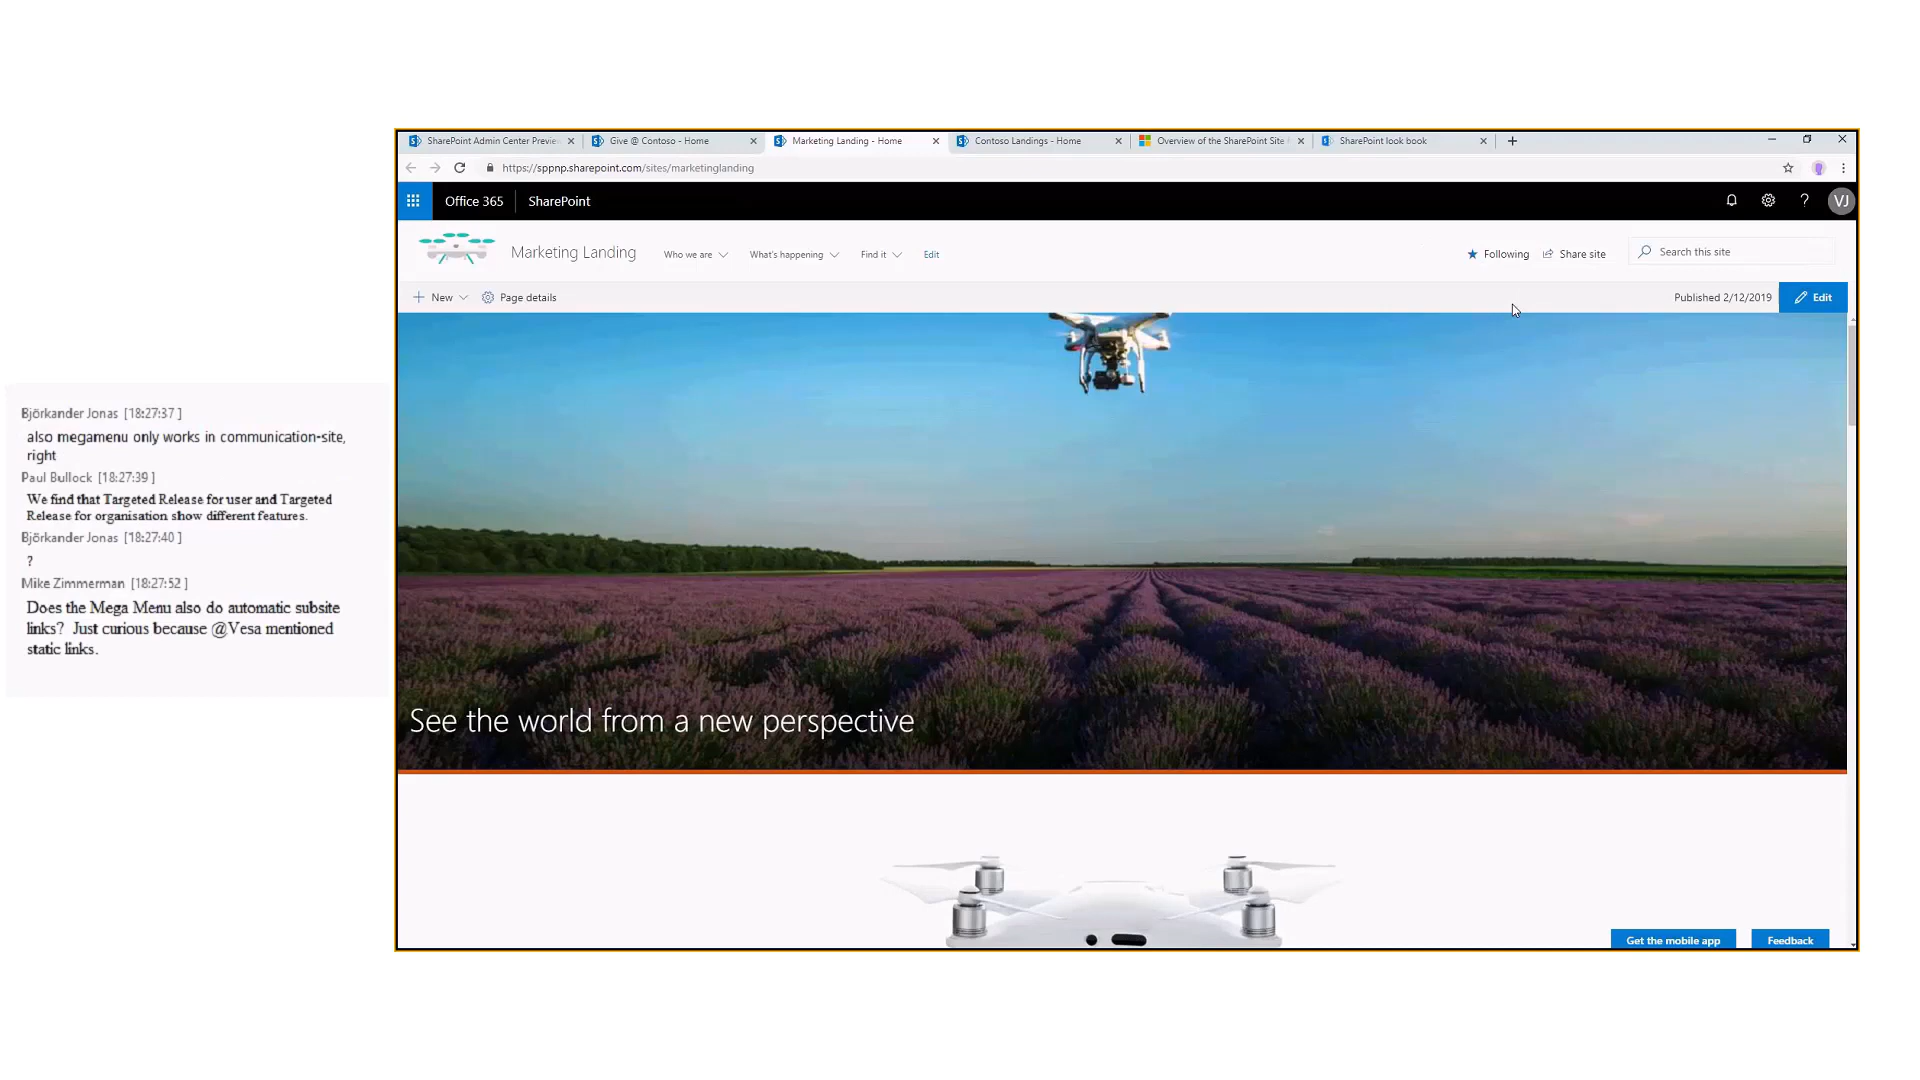 SharePoint Admin Center Preview
Give @ Contoso - Home
Marketing Landing - Home
Contoso Landings - Home
Overview of the SharePoint Site
SharePoint look book
https://sppnp.sharepoint.com/sites/marketinglanding
Office 365
SharePoint
?
VJ
Marketing Landing
Who we are
What's happening
Find it
Edit
Following
Share site
Search this site
New
Page details
Published 2/12/2019
Edit
Björkander Jonas [18:27:37 ]
also megamenu only works in communication-site,
right
Paul Bullock [18:27:39 ]
We find that Targeted Release for user and Targeted
Release for organisation show different features.
Björkander Jonas [18:27:40 ]
?
Mike Zimmerman [18:27:52 ]
Does the Mega Menu also do automatic subsite
links? Just curious because @Vesa mentioned
static links.
See the world from a new perspective
Get the mobile app
Feedback